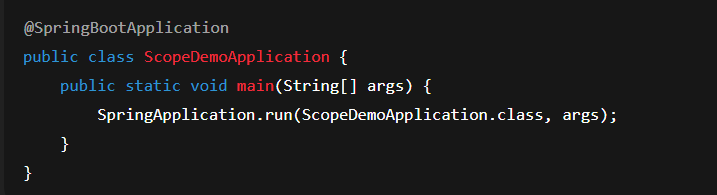 @SpringBootApplication
public class ScopeDemoApplication {
    public static void main(String[] args) {
        SpringApplication.run(ScopeDemoApplication.class, args);
    }
}